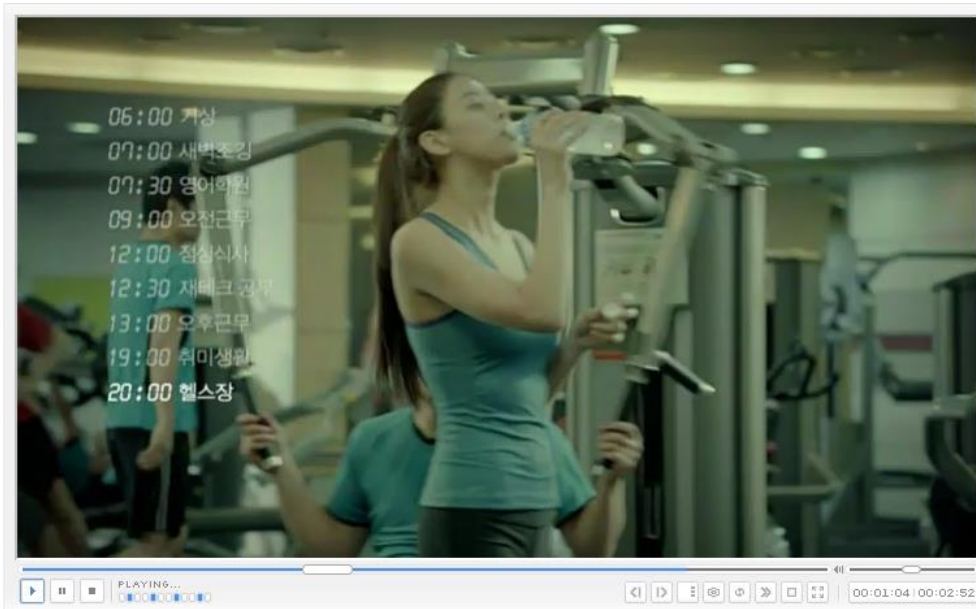 06:00 기상
07:00 새벽조깅
07:30 영어학원
09:00 오전근무
12:00 점심식사
12:30 재테크 공부
13:00 오후근무
19:00 취미생활
20:00 헬스장
PLAYING...
00:01:04 00:02:52